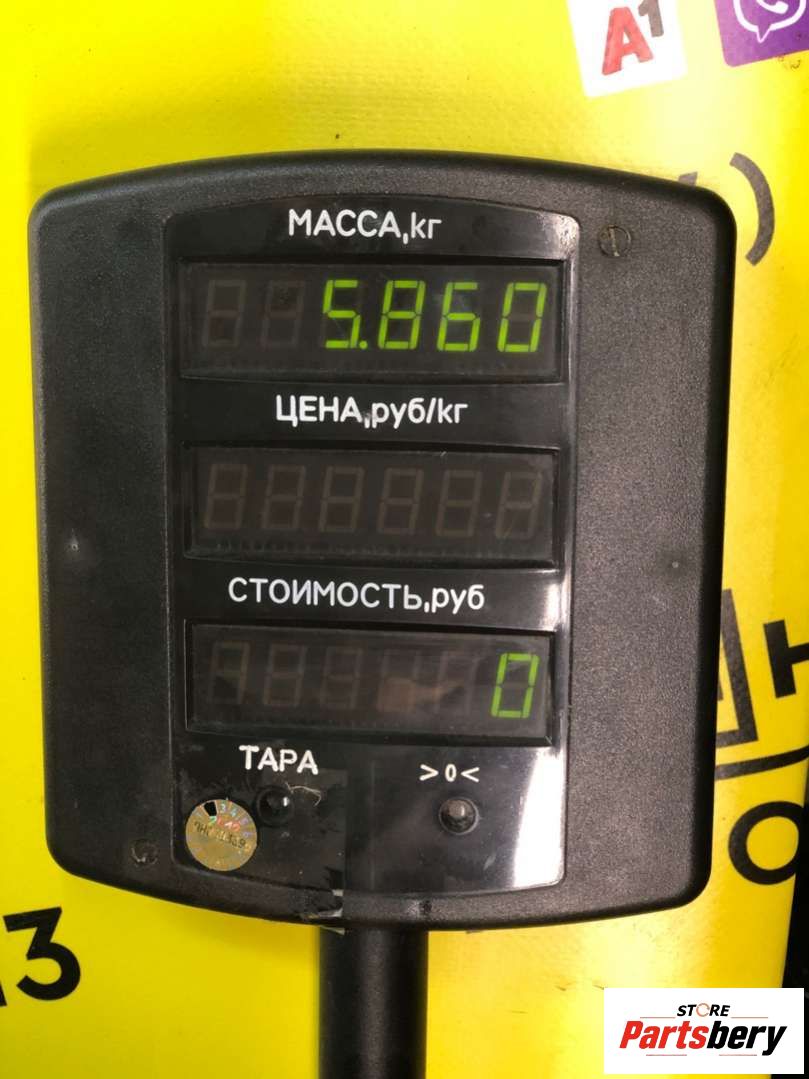 A1
МАССА,кг
5.860
ЦЕНА,руб/кг
СТОИМОСТЬ,руб
0
ТАРА
>0<
13
STORE
Partsbery